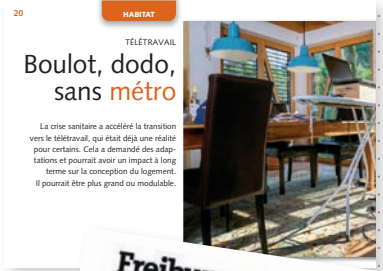 20
HABITAT
TÉLÉTRAVAIL
Boulot, dodo,
sans métro
La crise sanitaire a accéléré la transition
vers le télétravail, qui était déjà une réalité
pour certains. Cela a demandé des adap-
tations et pourrait avoir un impact à long
terme sur la conception du logement.
Il pourrait être plus grand ou modulable.